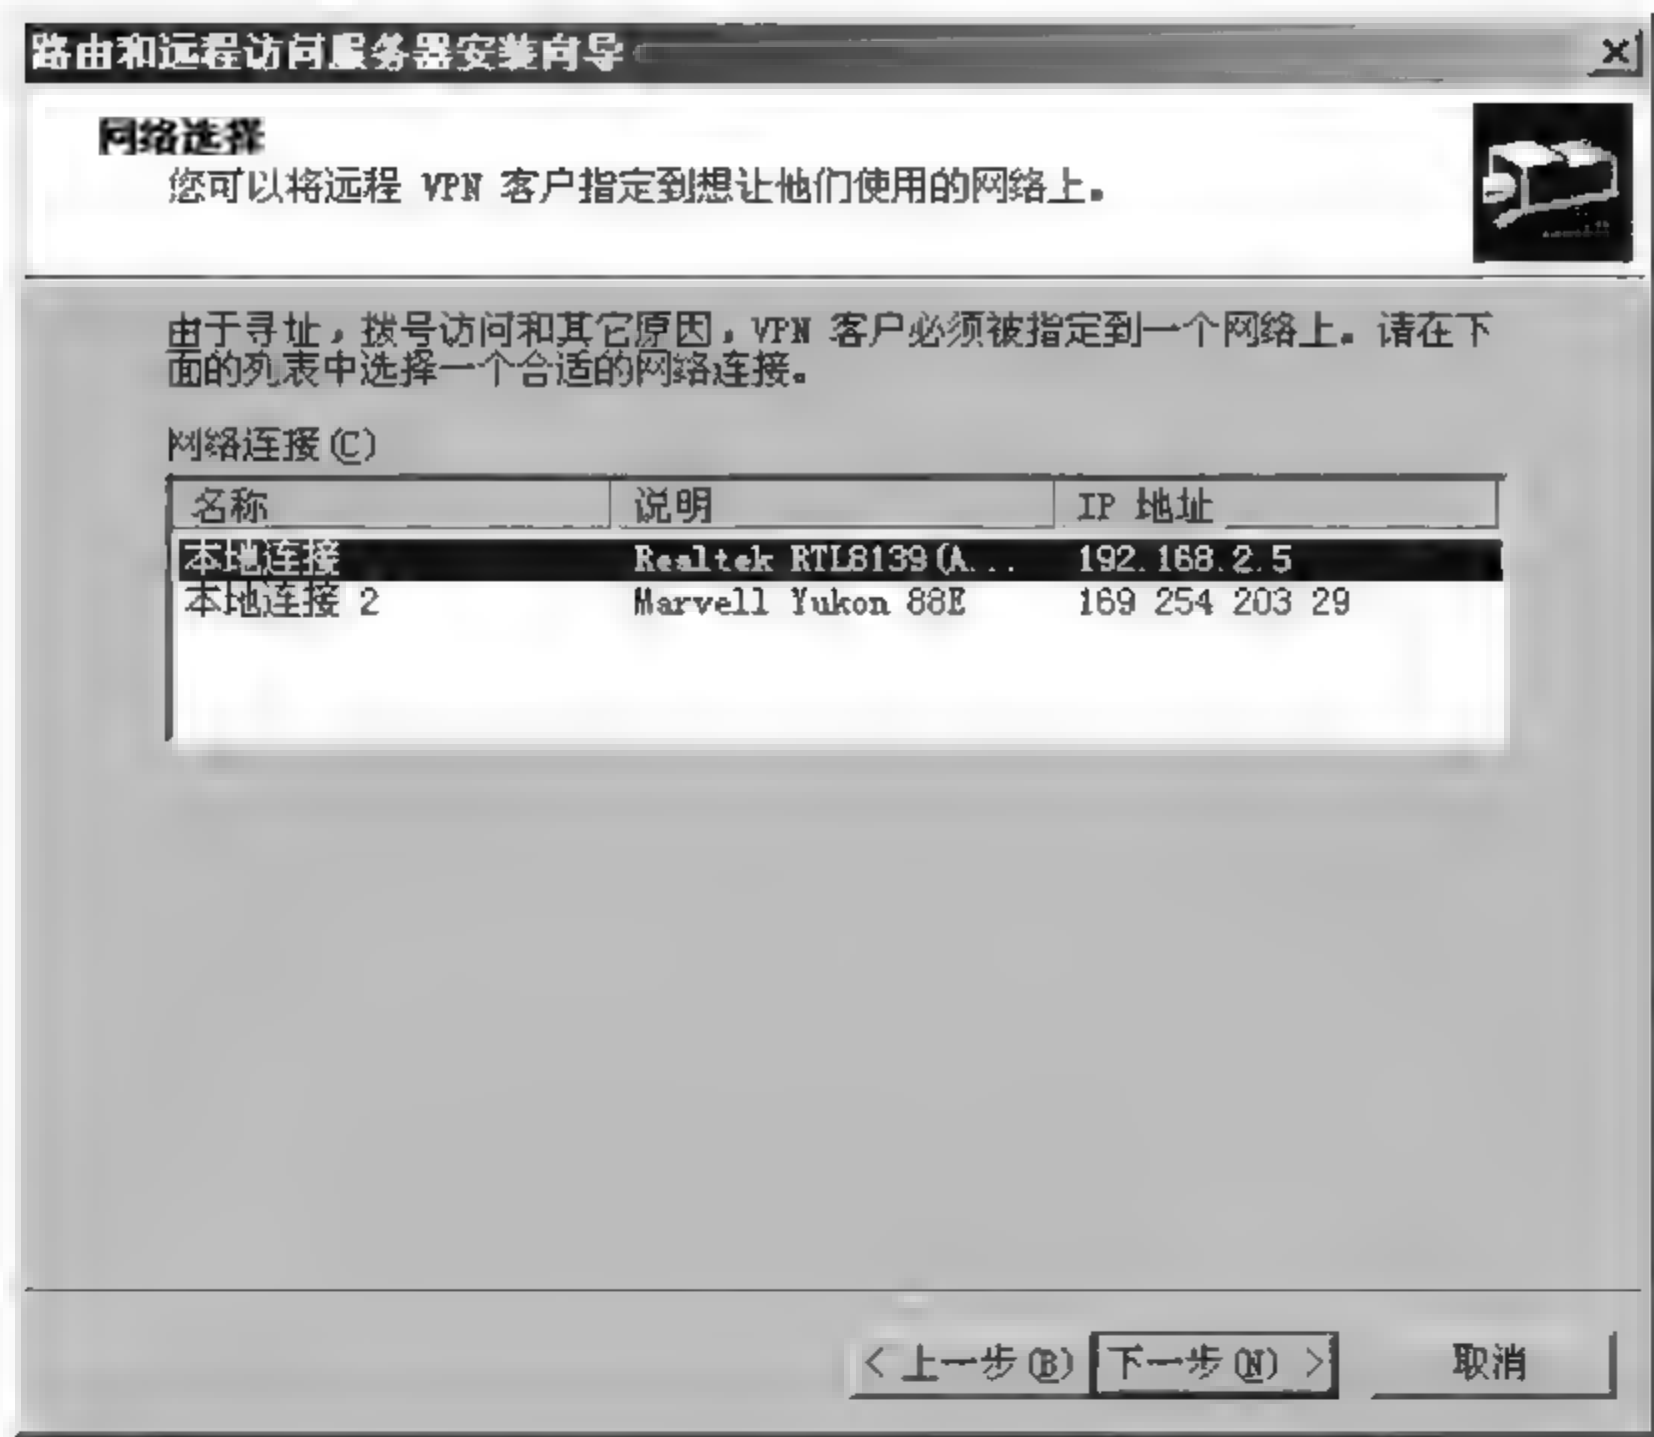 路由和远程访问服务器安装向导
网络选择
您可以将远程 VPN 客户指定到想让他们使用的网络上。
由于寻址，拨号访问和其它原因，VPN 客户必须被指定到一个网络上。请在下
面的列表中选择一个合适的网络连接。
网络连接(C)
名称 说明 IP 地址
本地连接 Realtek RTL8139(A... 192.168.2.5
本地连接 2 Marvell Yukon 88E 169 254 203 29
< 上一步(B) 下一步(N) > 取消